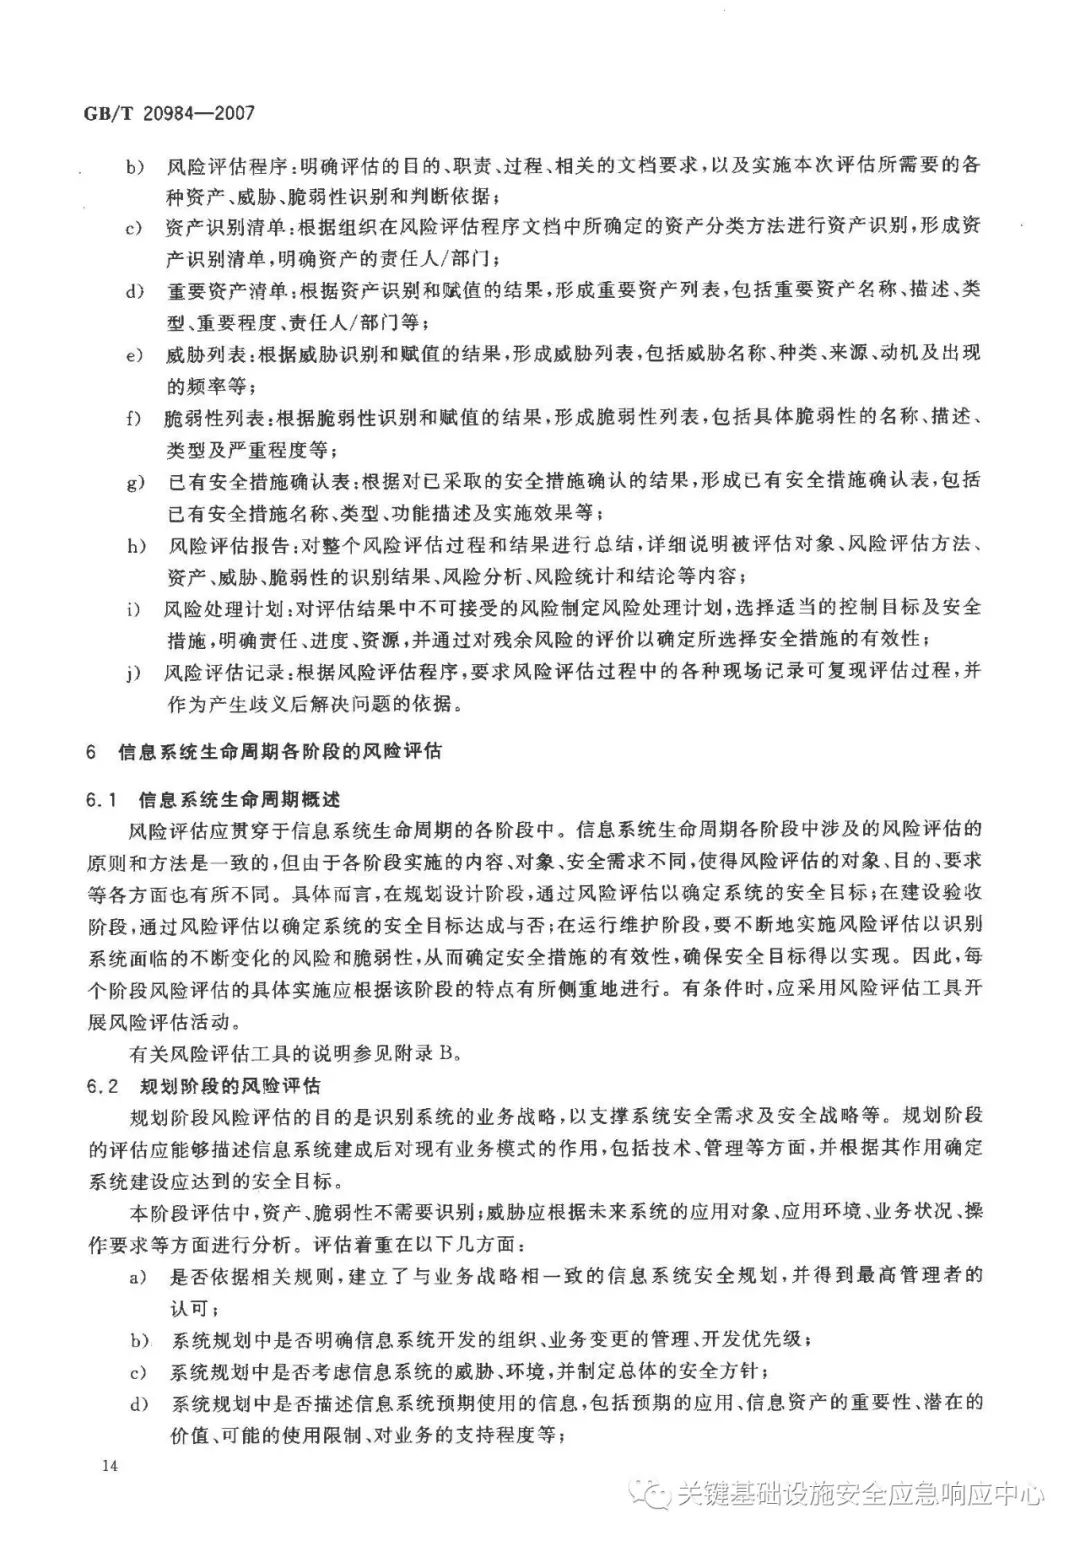 GB/T 20984—2007
b) 风险评估程序:明确评估的目的、职责、过程、相关的文档要求,以及实施本次评估所需要的各
种资产、威胁、脆弱性识别和判断依据;
c) 资产识别清单:根据组织在风险评估程序文档中所确定的资产分类方法进行资产识别,形成资
产识别清单,明确资产的责任人/部门;
d) 重要资产清单:根据资产识别和赋值的结果,形成重要资产列表,包括重要资产名称、描述、类
型、重要程度、责任人/部门等;
e) 威胁列表:根据威胁识别和赋值的结果,形成威胁列表,包括威胁名称、种类、来源、动机及出现
的频率等;
f) 脆弱性列表:根据脆弱性识别和赋值的结果,形成脆弱性列表,包括具体脆弱性的名称、描述、
类型及严重程度等;
g) 已有安全措施确认表:根据对已采取的安全措施确认的结果,形成已有安全措施确认表,包括
已有安全措施名称、类型、功能描述及实施效果等;
h) 风险评估报告:对整个风险评估过程和结果进行总结,详细说明被评估对象、风险评估方法、
资产、威胁、脆弱性的识别结果、风险分析、风险统计和结论等内容;
i) 风险处理计划:对评估结果中不可接受的风险制定风险处理计划,选择适当的控制目标及安全
措施,明确责任、进度、资源,并通过对残余风险的评价以确定所选择安全措施的有效性;
j) 风险评估记录:根据风险评估程序,要求风险评估过程中的各种现场记录可复现评估过程,并
作为产生歧义后解决问题的依据。
6 信息系统生命周期各阶段的风险评估
6.1 信息系统生命周期概述
风险评估应贯穿于信息系统生命周期的各阶段中。信息系统生命周期各阶段中涉及的风险评估的
原则和方法是一致的,但由于各阶段实施的内容、对象、安全需求不同,使得风险评估的对象、目的、要求
等各方面也有所不同。具体而言,在规划设计阶段,通过风险评估以确定系统的安全目标;在建设验收
阶段,通过风险评估以确定系统的安全目标达成与否;在运行维护阶段,要不断地实施风险评估以识别
系统面临的不断变化的风险和脆弱性,从而确定安全措施的有效性,确保安全目标得以实现。因此,每
个阶段风险评估的具体实施应根据该阶段的特点有所侧重地进行。有条件时,应采用风险评估工具开
展风险评估活动。
有关风险评估工具的说明参见附录 B。
6.2 规划阶段的风险评估
规划阶段风险评估的目的是识别系统的业务战略,以支撑系统安全需求及安全战略等。规划阶段
的评估应能够描述信息系统建成后对现有业务模式的作用,包括技术、管理等方面,并根据其作用确定
系统建设应达到的安全目标。
本阶段评估中,资产、脆弱性不需要识别;威胁应根据未来系统的应用对象、应用环境、业务状况、操
作要求等方面进行分析。评估着重在以下几方面:
a) 是否依据相关规则,建立了与业务战略相一致的信息系统安全规划,并得到最高管理者的
认可;
b) 系统规划中是否明确信息系统开发的组织、业务变更的管理、开发优先级;
c) 系统规划中是否考虑信息系统的威胁、环境,并制定总体的安全方针;
d) 系统规划中是否描述信息系统预期使用的信息,包括预期的应用、信息资产的重要性、潜在的
价值、可能的使用限制、对业务的支持程度等;
14
关键基础设施安全应急响应中心